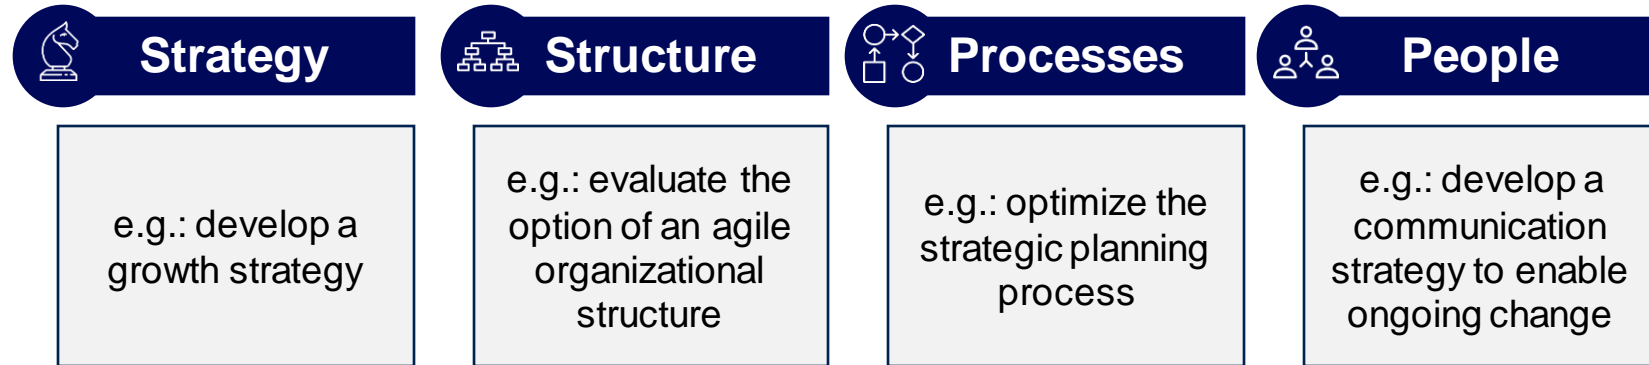 Strategy
e.g.: develop a
growth strategy
Structure
e.g.: evaluate the
option of an agile
organizational
structure
Processes
e.g.: optimize the
strategic planning
process
People
e.g.: develop a
communication
strategy to enable
ongoing change